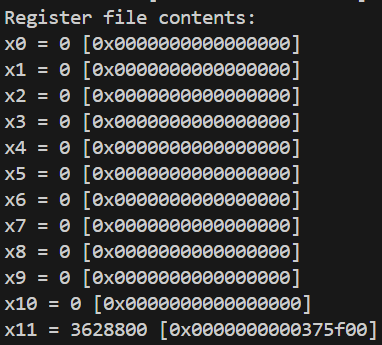 Register file contents:
x0 = 0 [0x0000000000000000]
x1 = 0 [0x0000000000000000]
x2 = 0 [0x0000000000000000]
x3 = 0 [0x0000000000000000]
x4 = 0 [0x0000000000000000]
x5 = 0 [0x0000000000000000]
x6 = 0 [0x0000000000000000]
x7 = 0 [0x0000000000000000]
x8 = 0 [0x0000000000000000]
x9 = 0 [0x0000000000000000]
x10 = 0 [0x0000000000000000]
x11 = 3628800 [0x0000000000375f00]